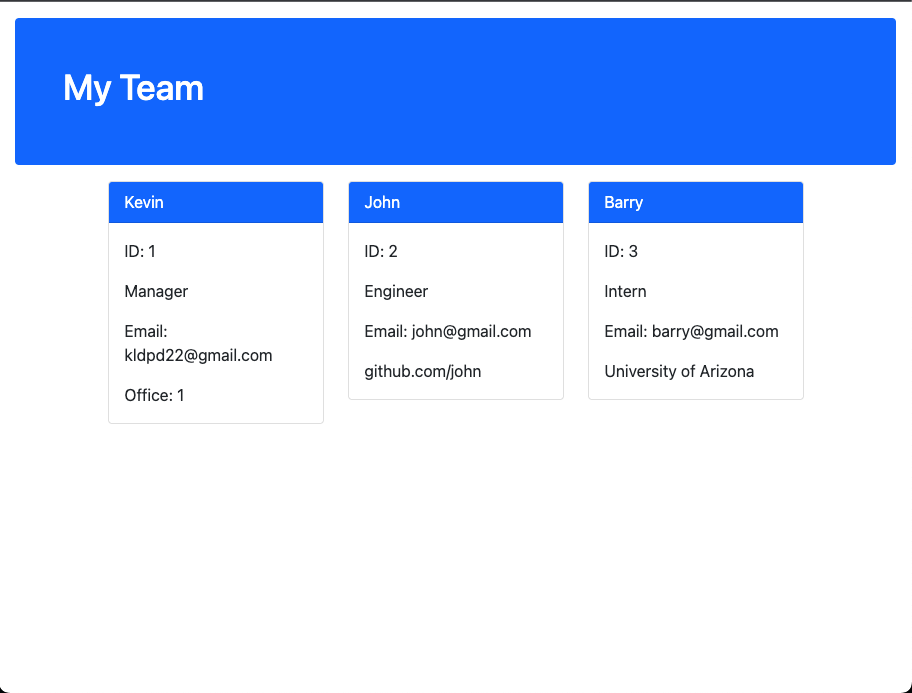 My Team
Kevin
ID: 1
Manager
Email:
kldpd22@gmail.com
Office: 1
John
ID: 2
Engineer
Email: john@gmail.com
github.com/john
Barry
ID: 3
Intern
Email: barry@gmail.com
University of Arizona